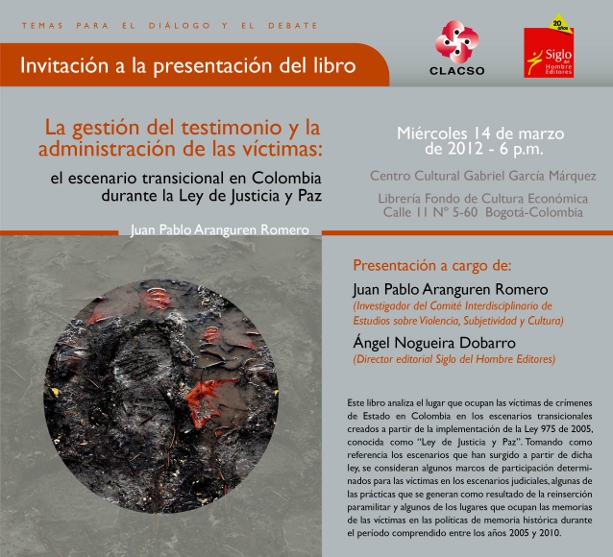 TEMAS PARA EL DIÁLOGO Y EL DEBATE
Invitación a la presentación del libro
CLACSO
20 años
Siglo
del
Hombre
Editores
La gestión del testimonio y la
administración de las víctimas:
el escenario transicional en Colombia
durante la Ley de Justicia y Paz
Juan Pablo Aranguren Romero
Miércoles 14 de marzo
de 2012 - 6 p.m.
Centro Cultural Gabriel García Márquez
Librería Fondo de Cultura Económica
Calle 11 Nº 5-60 Bogotá-Colombia
Presentación a cargo de:
Juan Pablo Aranguren Romero
(Investigador del Comité Interdisciplinario de
Estudios sobre Violencia, Subjetividad y Cultura)
Ángel Nogueira Dobarro
(Director editorial Siglo del Hombre Editores)
Este libro analiza el lugar que ocupan las víctimas de crímenes
de Estado en Colombia en los escenarios transicionales
creados a partir de la implementación de la Ley 975 de 2005,
conocida como “Ley de Justicia y Paz”. Tomando como
referencia los escenarios que han surgido a partir de dicha
ley, se consideran algunos marcos de participación determi-
nados para las víctimas en los escenarios judiciales, algunas de
las prácticas que se generan como resultado de la reinserción
paramilitar y algunos de los lugares que ocupan las memorias
de las víctimas en las políticas de memoria histórica durante
el período comprendido entre los años 2005 y 2010.